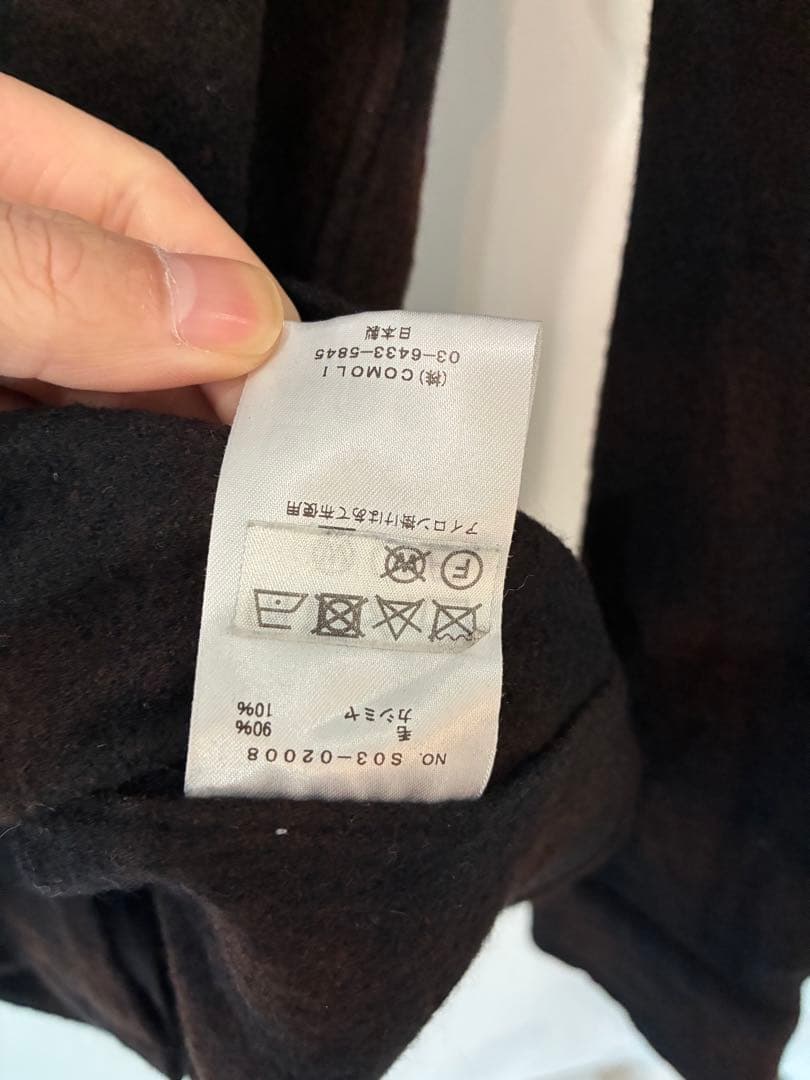 NO. S03-02008
毛 90%
カシミヤ 10%
F W
アイロン掛けはあて布使用
(株)COMOLI
03-6433-5845
日本製